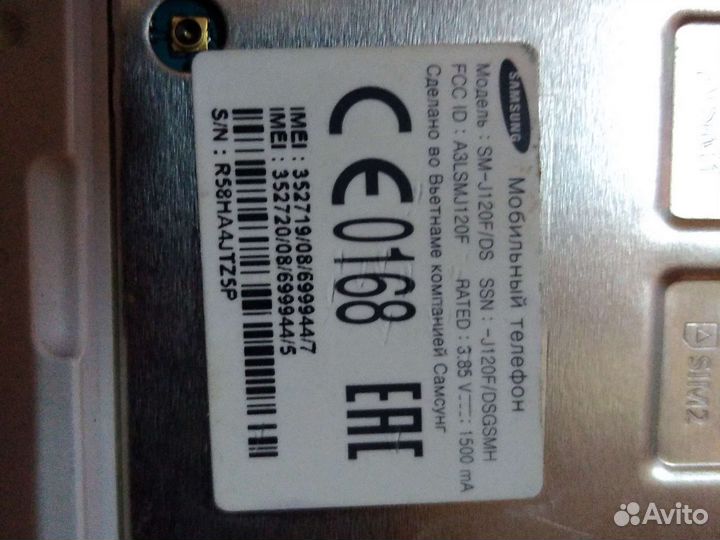 SAMSUNG
Мобильный телефон
Модель : SM-J120F/DS SSN : -J120F/DSGSMH
FCC ID : A3LSMJ120F RATED : 3.85 V⎓; 1500 mA
Сделано во Вьетнаме компанией Самсунг
CE0168
EAC
IMEI : 352719/08/699944/7
IMEI : 352720/08/699944/5
S/N : R58HA4JTZ5P
SIM2
Avito